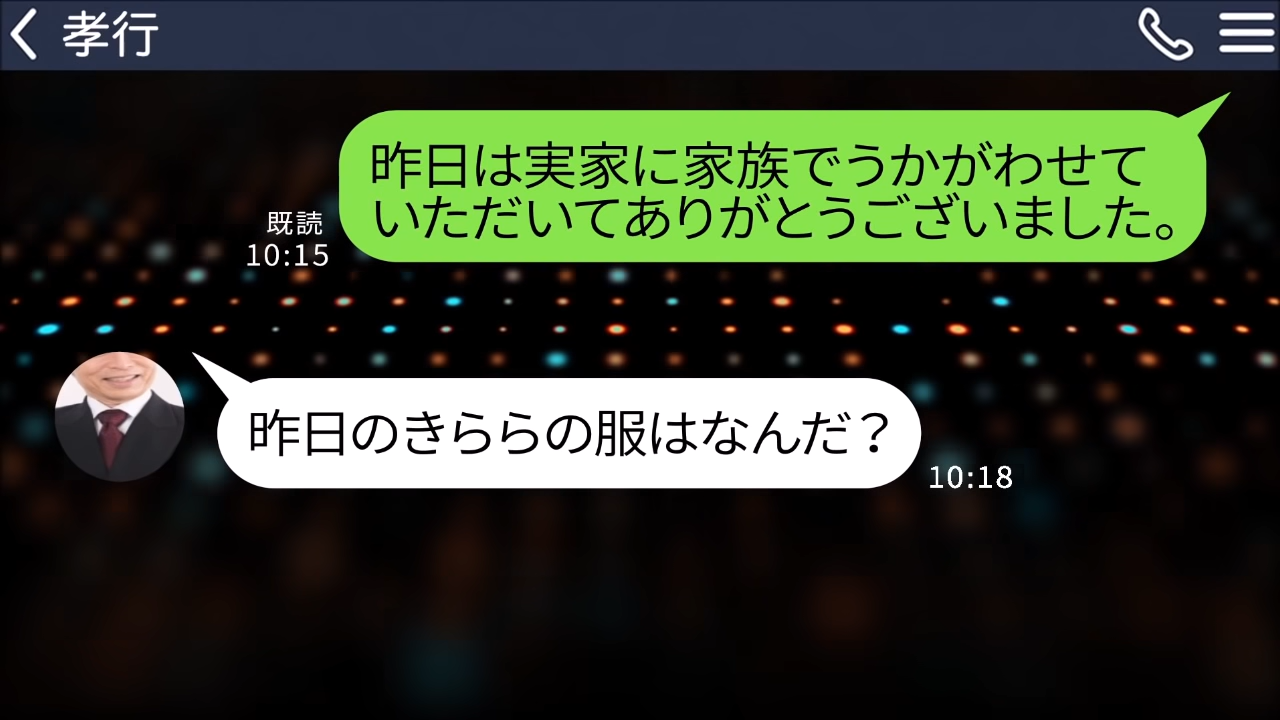 孝行
昨日は実家に家族でうかがわせて
いただいてありがとうございました。
既読
10:15
昨日のきららの服はなんだ？
10:18